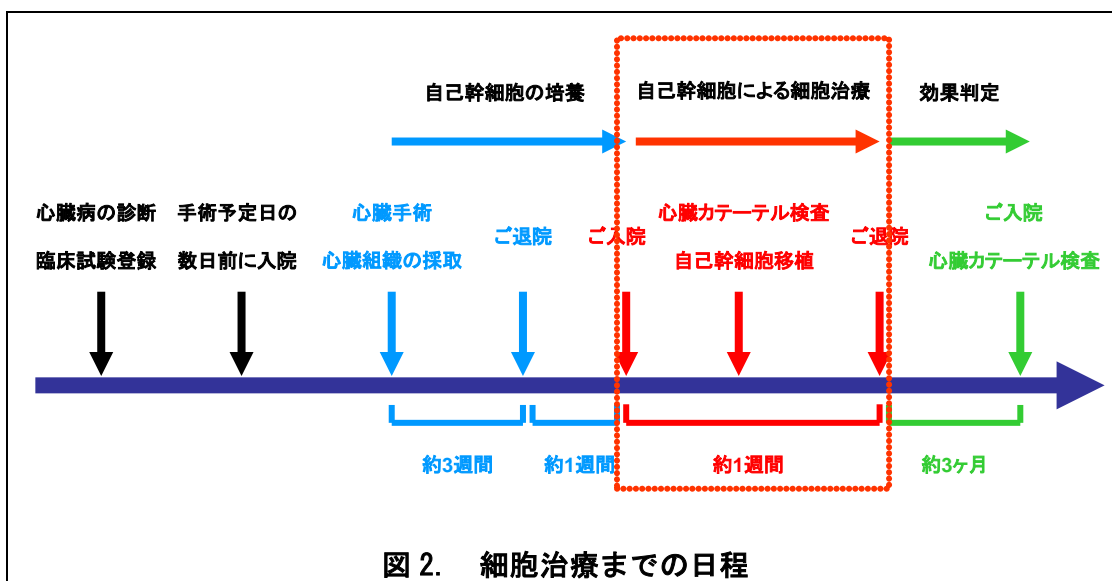 自己幹細胞の培養
自己幹細胞による細胞治療
効果判定
心臓病の診断
臨床試験登録
手術予定日の
数日前に入院
心臓手術
心臓組織の採取
ご退院
ご入院
心臓カテーテル検査
自己幹細胞移植
ご退院
ご入院
心臓カテーテル検査
約3週間
約1週間
約1週間
約3ヶ月
図 2. 細胞治療までの日程